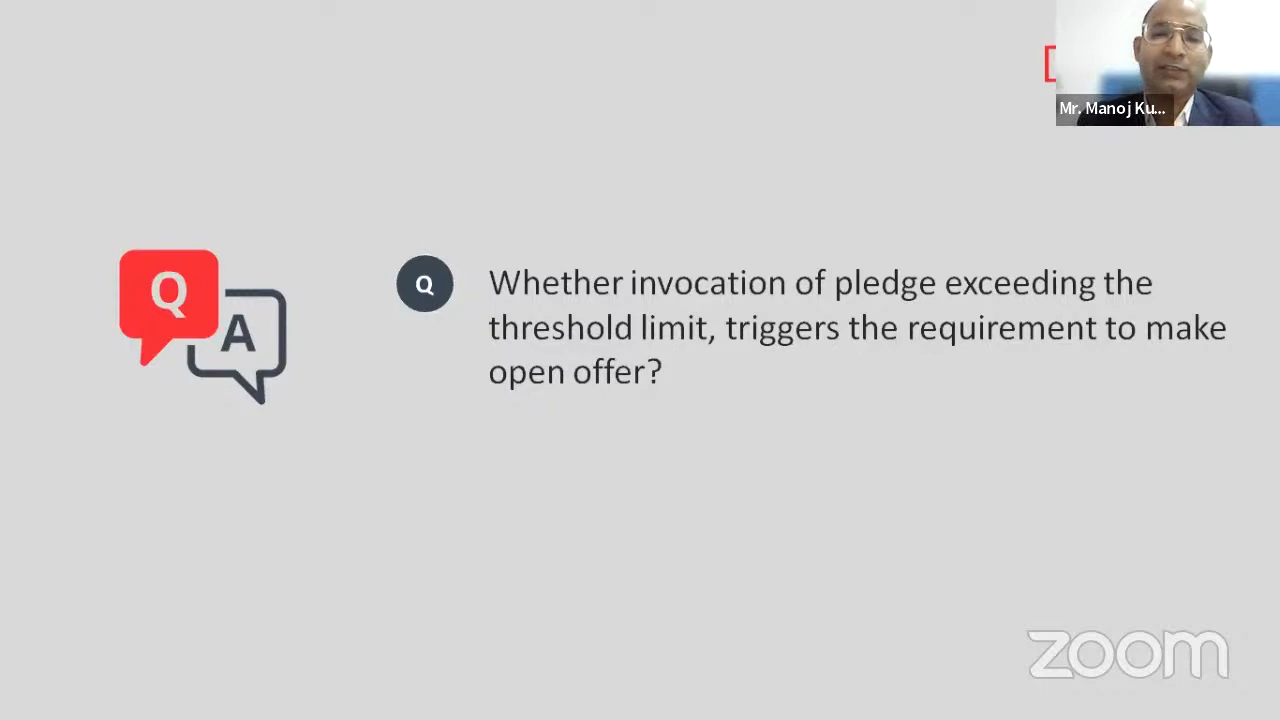 Mr. Manoj Ku...
Q
A
Q
Whether invocation of pledge exceeding the
threshold limit, triggers the requirement to make
open offer?
zoom